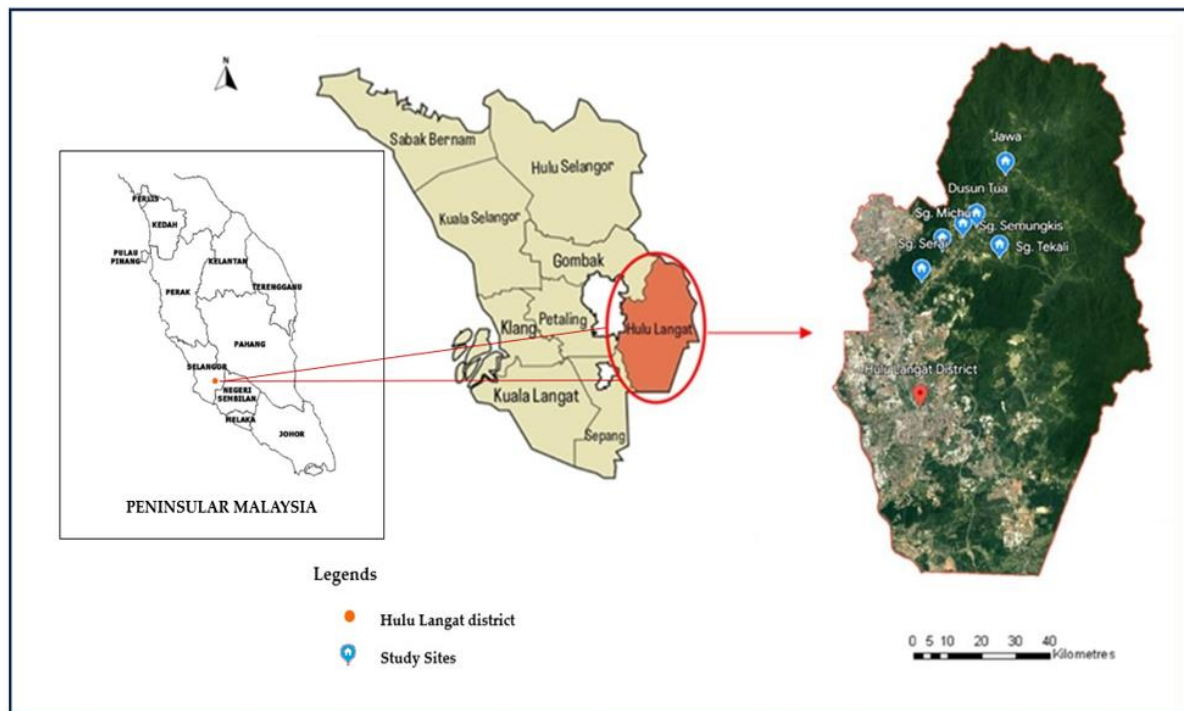 N
PERLIS
KEDAH
PULAU
PINANG
KELANTAN
TERENGGANU
PERAK
PAHANG
SELANGOR
NEGERI
SEMBILAN
MELAKA
JOHOR
PENINSULAR MALAYSIA
Sabak Bernam
Hulu Selangor
Kuala Selangor
Gombak
Petaling
Klang
Hulu Langat
Kuala Langat
Sepang
Jawa
Dusun Tua
Sg. Michu
Sg. Semungkis
Sg. Serai
Sg. Tekali
Hulu Langat District
Legends
Hulu Langat district
Study Sites
0 5 10 20 30 40
Kilometres